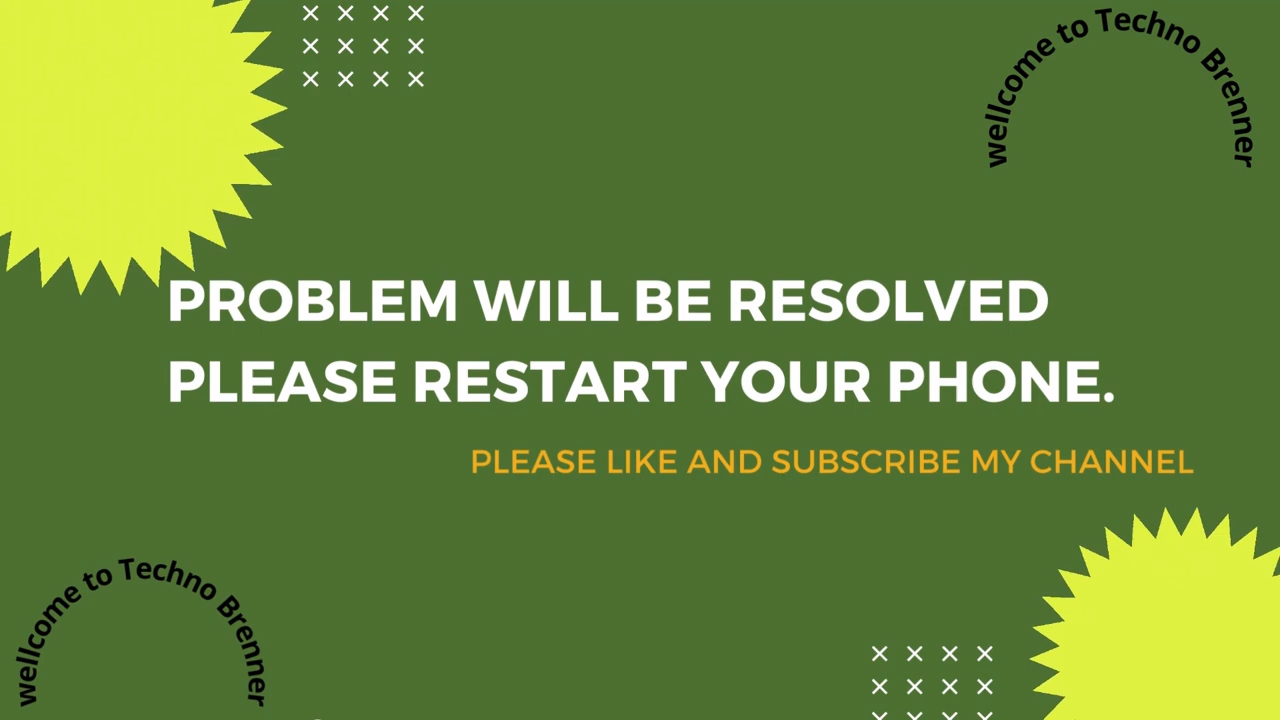 wellcome to Techno Brenner
PROBLEM WILL BE RESOLVED
PLEASE RESTART YOUR PHONE.
PLEASE LIKE AND SUBSCRIBE MY CHANNEL
wellcome to Techno Brenner